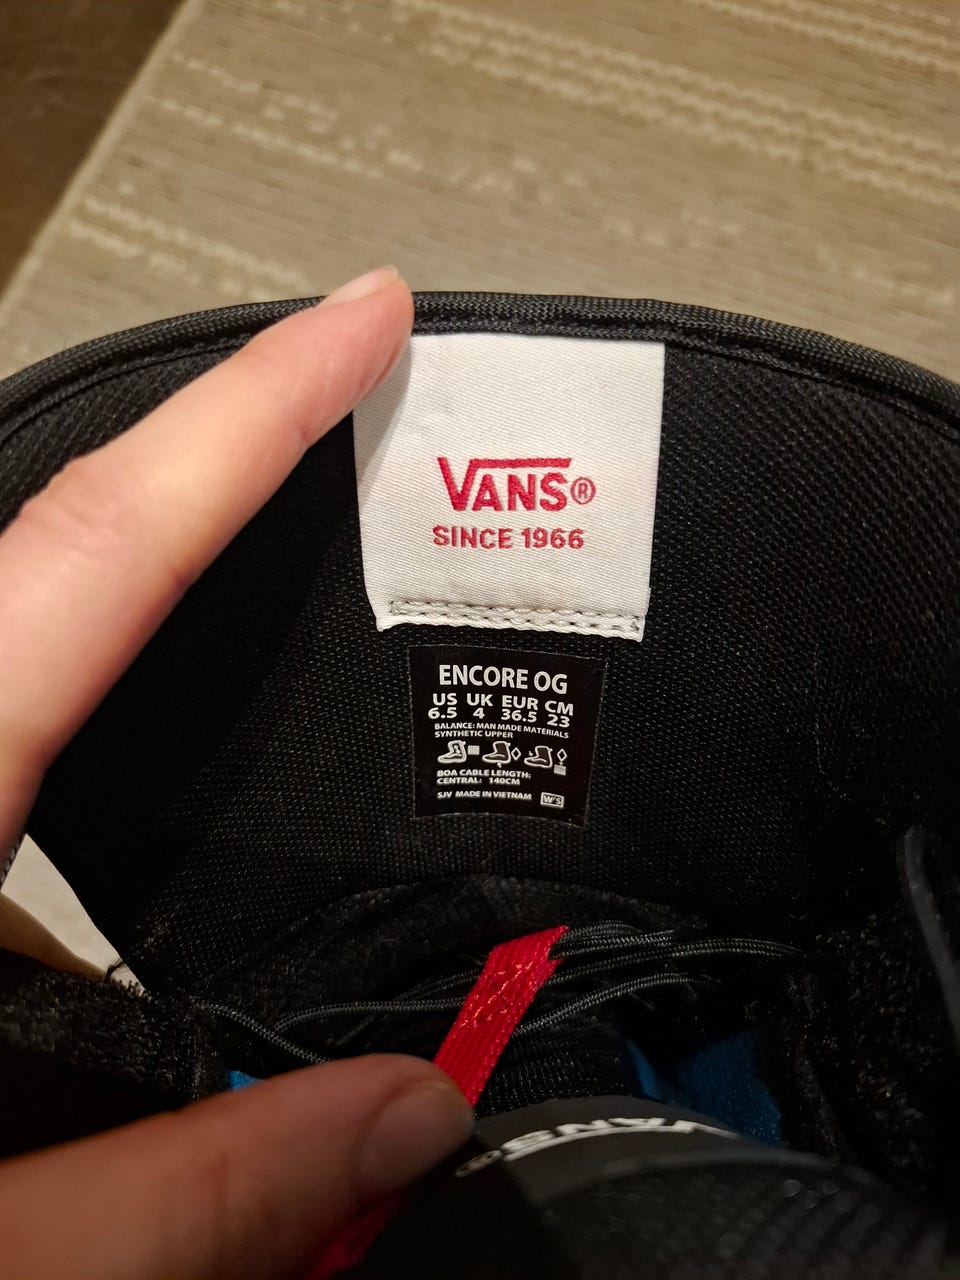 VANS®
SINCE 1966
ENCORE OG
US UK EUR CM
6.5 4 36.5 23
BALANCE: MAN MADE MATERIALS
SYNTHETIC UPPER
BOA CABLE LENGTH:
CENTRAL: 140CM
SJV MADE IN VIETNAM W'S
VANS®